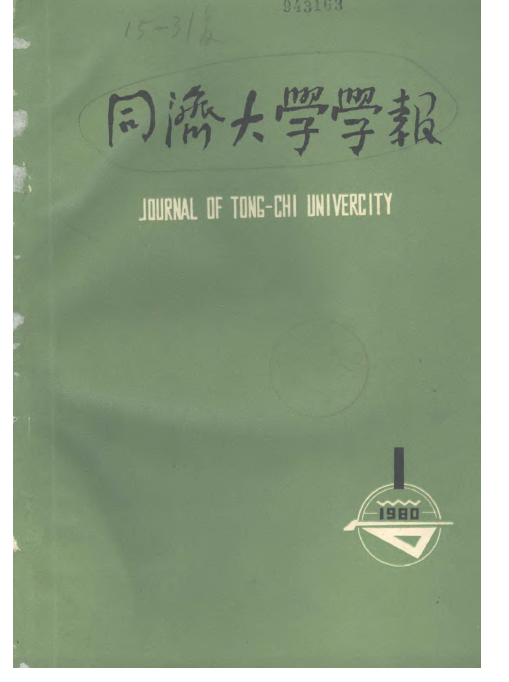 943163
15-31
同濟大學學報
JOURNAL OF TONG-CHI UNIVERCITY
1
1980